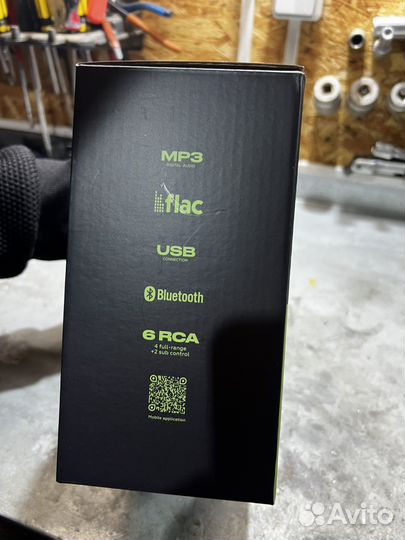 MP3
DIGITAL AUDIO
flac
USB
CONNECTION
Bluetooth
6 RCA
4 full-range
+2 sub control
Mobile application
Avito